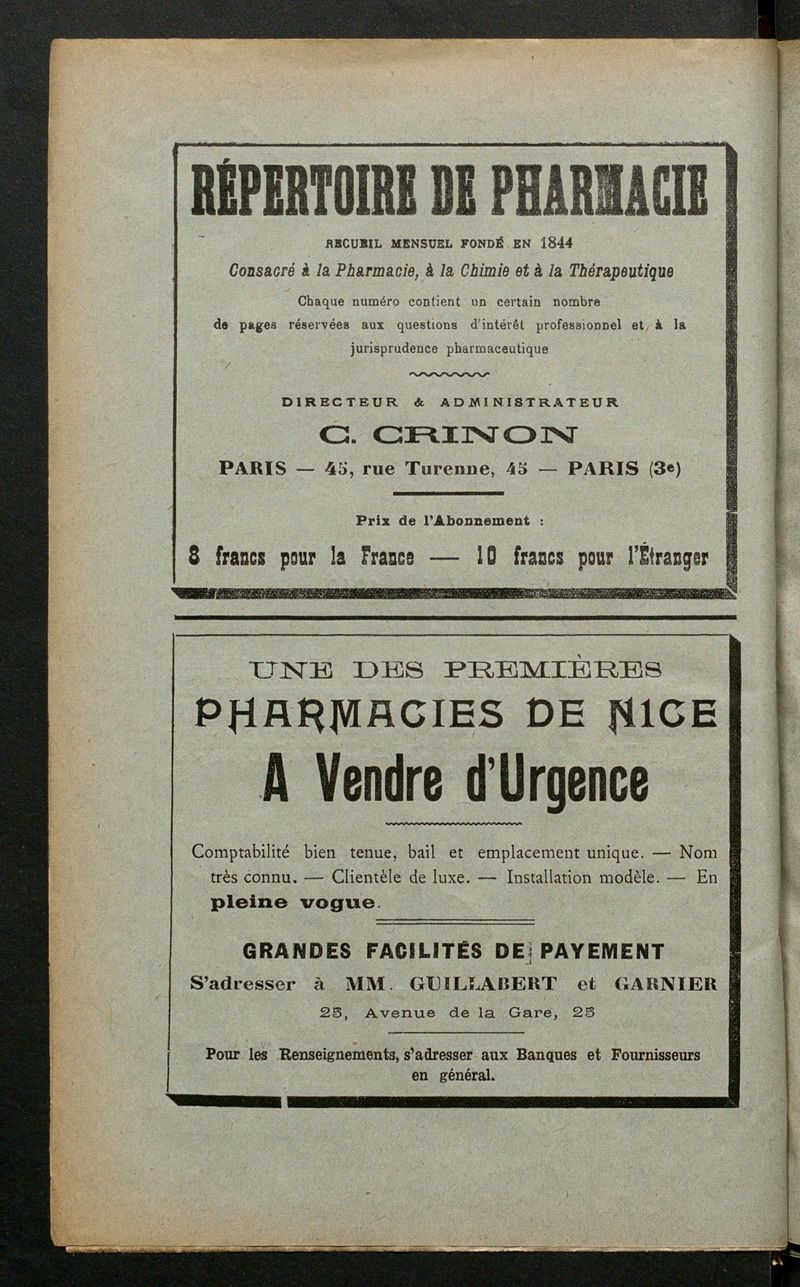 RÉPERTOIRE DE PHARMACIE
RECUEIL MENSUEL FONDÉ EN 1844
Consacré à la Pharmacie, à la Chimie et à la Thérapeutique
Chaque numéro contient un certain nombre
de pages réservées aux questions d'intérêt professionnel et à la
jurisprudence pharmaceutique
DIRECTEUR & ADMINISTRATEUR
C. CRINON
PARIS — 45, rue Turenne, 45 — PARIS (3e)
Prix de l'Abonnement :
8 francs pour la France — 10 francs pour l'Étranger
UNE DES PREMIÈRES
PHARMACIES DE NICE
A Vendre d'Urgence
Comptabilité bien tenue, bail et emplacement unique. — Nom
très connu. — Clientèle de luxe. — Installation modèle. — En
pleine vogue.
GRANDES FACILITÉS DE PAYEMENT
S'adresser à MM. GUILLABERT et GARNIER
25, Avenue de la Gare, 25
Pour les Renseignements, s'adresser aux Banques et Fournisseurs
en général.